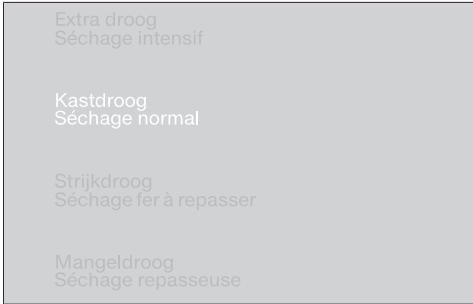 Extra droog
Séchage intensif
Kastdroog
Séchage normal
Strijkdroog
Séchage fer à repasser
Mangeldroog
Séchage repasseuse